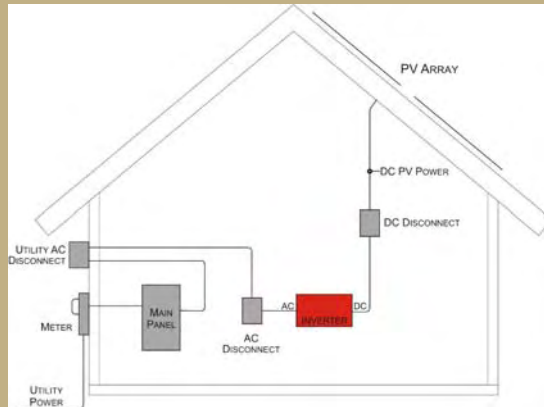 PV ARRAY
DC PV POWER
DC DISCONNECT
UTILITY AC
DISCONNECT
MAIN
PANEL
AC
INVERTER
DC
METER
AC
DISCONNECT
UTILITY
POWER